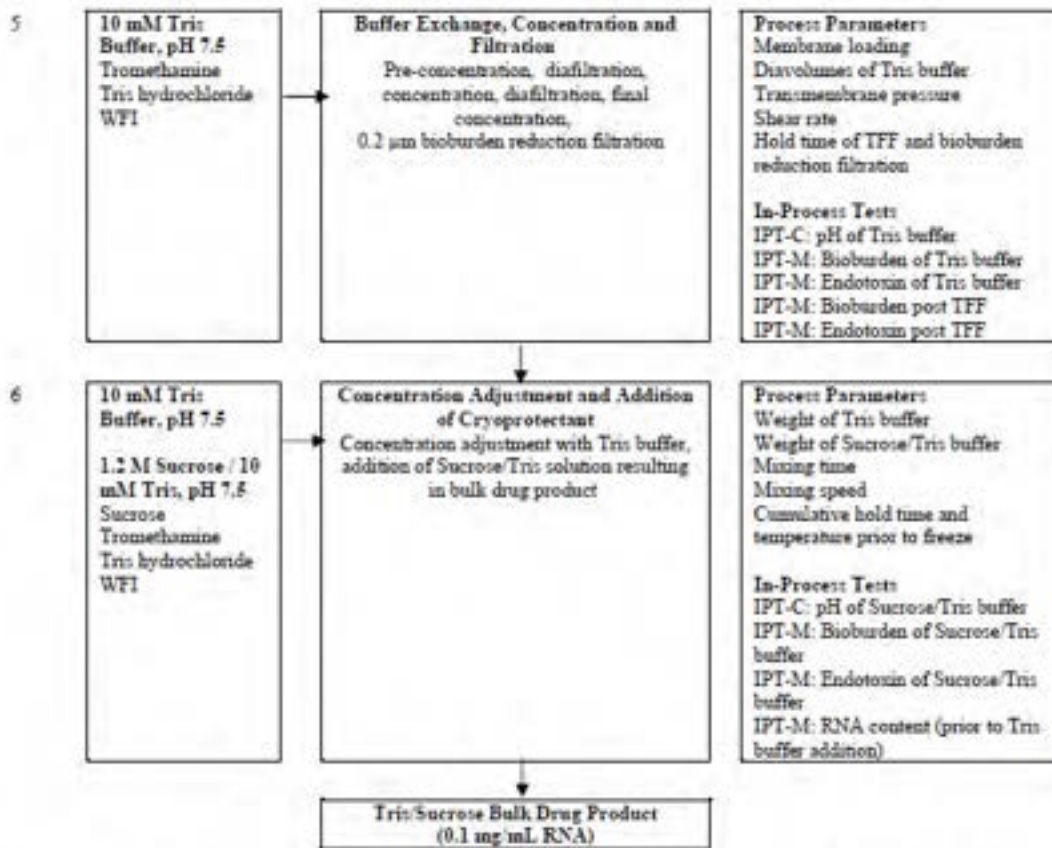 5
10 mM Tris
Buffer, pH 7.5
Tromethamine
Tris hydrochloride
WFI
Buffer Exchange, Concentration and
Filtration
Pre-concentration, diafiltration,
concentration, diafiltration, final
concentration,
0.2 µm bioburden reduction filtration
Process Parameters
Membrane loading
Diavolumes of Tris buffer
Transmembrane pressure
Shear rate
Hold time of TFF and bioburden
reduction filtration
In-Process Tests
IPT-C: pH of Tris buffer
IPT-M: Bioburden of Tris buffer
IPT-M: Endotoxin of Tris buffer
IPT-M: Bioburden post TFF
IPT-M: Endotoxin post TFF
6
10 mM Tris
Buffer, pH 7.5
1.2 M Sucrose / 10
mM Tris, pH 7.5
Sucrose
Tromethamine
Tris hydrochloride
WFI
Concentration Adjustment and Addition
of Cryoprotectant
Concentration adjustment with Tris buffer,
addition of Sucrose/Tris solution resulting
in bulk drug product
Process Parameters
Weight of Tris buffer
Weight of Sucrose/Tris buffer
Mixing time
Mixing speed
Cumulative hold time and
temperature prior to freeze
In-Process Tests
IPT-C: pH of Sucrose/Tris buffer
IPT-M: Bioburden of Sucrose/Tris
buffer
IPT-M: Endotoxin of Sucrose/Tris
buffer
IPT-M: RNA content (prior to Tris
buffer addition)
Tris/Sucrose Bulk Drug Product
(0.1 mg/mL RNA)